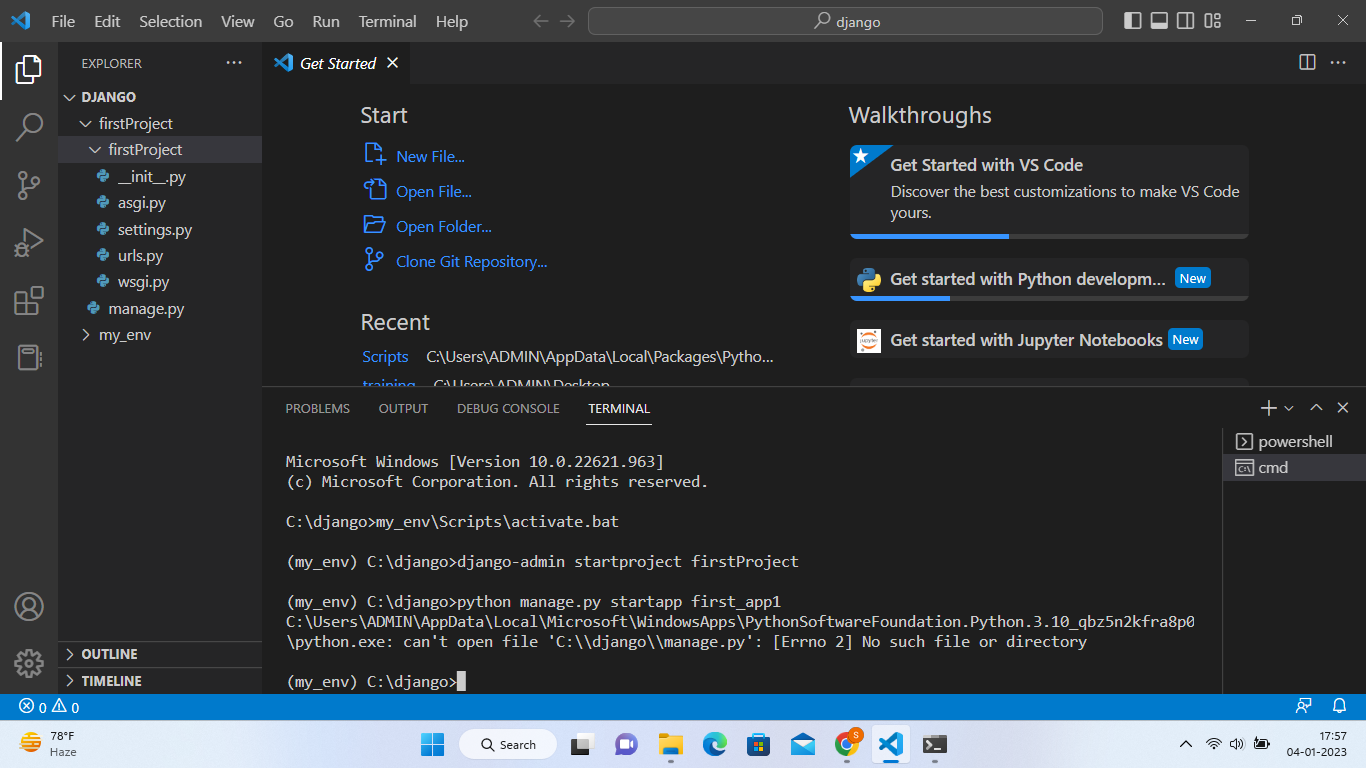 File Edit Selection View Go Run Terminal Help
django
EXPLORER
DJANGO
firstProject
firstProject
__init__.py
asgi.py
settings.py
urls.py
wsgi.py
manage.py
my_env
OUTLINE
TIMELINE
Get Started
Start
New File...
Open File...
Open Folder...
Clone Git Repository...
Recent
Scripts C:\Users\ADMIN\AppData\Local\Packages\Pytho...
training C:\Users\ADMIN\Desktop
Walkthroughs
Get Started with VS Code
Discover the best customizations to make VS Code
yours.
Get started with Python developm... New
Get started with Jupyter Notebooks New
PROBLEMS OUTPUT DEBUG CONSOLE TERMINAL
Microsoft Windows [Version 10.0.22621.963]
(c) Microsoft Corporation. All rights reserved.
C:\django>my_env\Scripts\activate.bat
(my_env) C:\django>django-admin startproject firstProject
(my_env) C:\django>python manage.py startapp first_app1
C:\Users\ADMIN\AppData\Local\Microsoft\WindowsApps\PythonSoftwareFoundation.Python.3.10_qbz5n2kfra8p0
\python.exe: can't open file 'C:\\django\\manage.py': [Errno 2] No such file or directory
(my_env) C:\django>
powershell
cmd
0 0
78°F
Haze
Search
S
17:57
04-01-2023